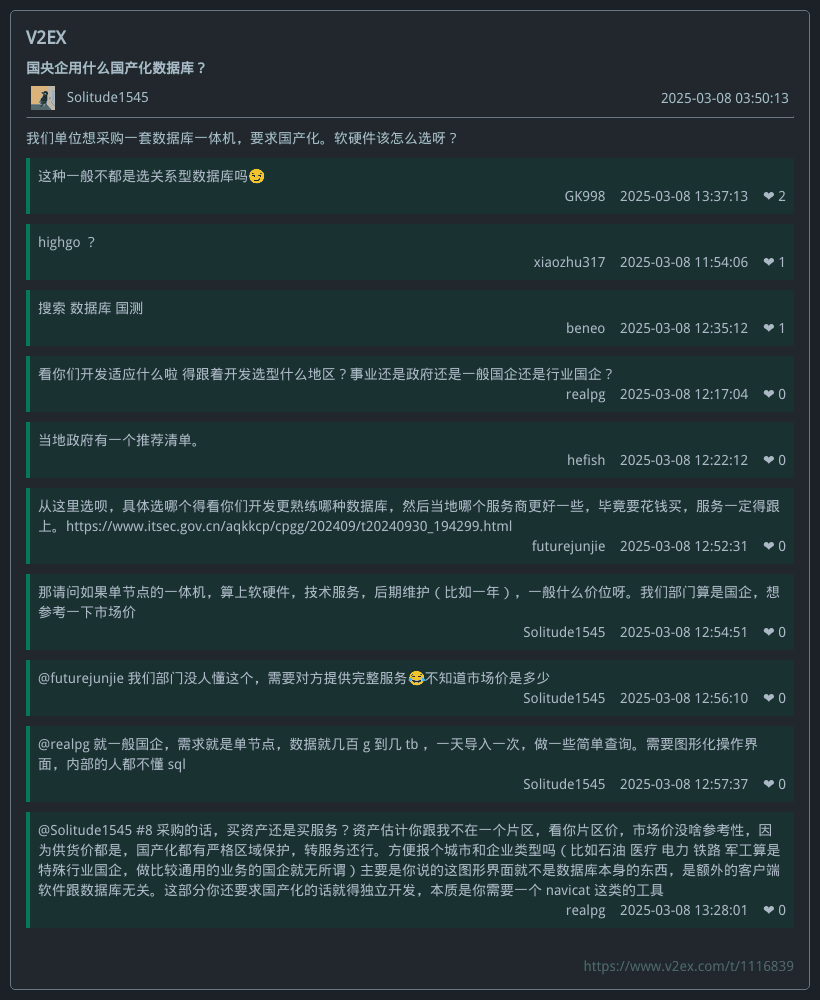 V2EX
国央企用什么国产化数据库？
Solitude1545 2025-03-08 03:50:13
我们单位想采购一套数据库一体机，要求国产化。软硬件该怎么选呀？
这种一般不都是选关系型数据库吗😏
GK998 2025-03-08 13:37:13 ❤ 2
highgo ？
xiaozhu317 2025-03-08 11:54:06 ❤ 1
搜索 数据库 国测
beneo 2025-03-08 12:35:12 ❤ 1
看你们开发适应什么啦 得跟着开发选型什么地区？事业还是政府还是一般国企还是行业国企？
realpg 2025-03-08 12:17:04 ❤ 0
当地政府有一个推荐清单。
hefish 2025-03-08 12:22:12 ❤ 0
从这里选呗，具体选哪个得看你们开发更熟练哪种数据库，然后当地哪个服务商更好一些，毕竟要花钱买，服务一定得跟
上。https://www.itsec.gov.cn/aqkkcp/cpgg/202409/t20240930_194299.html
futurejunjie 2025-03-08 12:52:31 ❤ 0
那请问如果单节点的一体机，算上软硬件，技术服务，后期维护（比如一年），一般什么价位呀。我们部门算是国企，想
参考一下市场价
Solitude1545 2025-03-08 12:54:51 ❤ 0
@futurejunjie 我们部门没人懂这个，需要对方提供完整服务😂不知道市场价是多少
Solitude1545 2025-03-08 12:56:10 ❤ 0
@realpg 就一般国企，需求就是单节点，数据就几百 g 到几 tb ，一天导入一次，做一些简单查询。需要图形化操作界
面，内部的人都不懂 sql
Solitude1545 2025-03-08 12:57:37 ❤ 0
@Solitude1545 #8 采购的话，买资产还是买服务？资产估计你跟我不在一个片区，看你片区价，市场价没啥参考性，因
为供货价都是，国产化都有严格区域保护，转服务还行。方便报个城市和企业类型吗（比如石油 医疗 电力 铁路 军工算是
特殊行业国企，做比较通用的业务的国企就无所谓）主要是你说的这图形界面就不是数据库本身的东西，是额外的客户端
软件跟数据库无关。这部分你还要求国产化的话就得独立开发，本质是你需要一个 navicat 这类的工具
realpg 2025-03-08 13:28:01 ❤ 0
https://www.v2ex.com/t/1116839